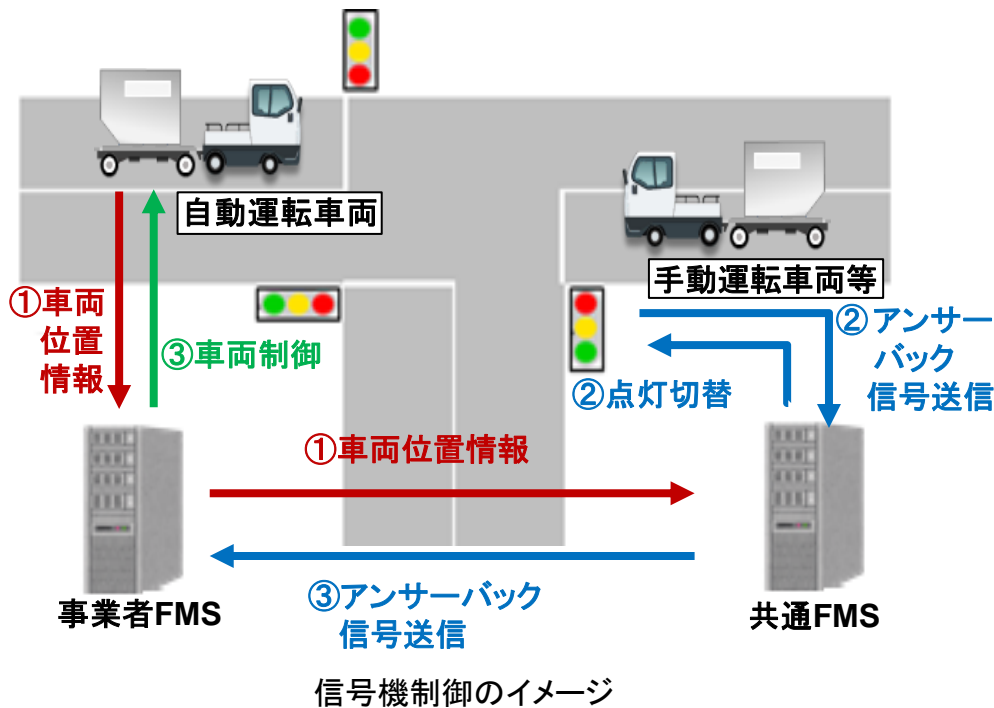 自動運転車両
手動運転車両等
①車両
位置
情報
③車両制御
②アンサー
バック
信号送信
②点灯切替
①車両位置情報
③アンサーバック
信号送信
事業者FMS
共通FMS
信号機制御のイメージ